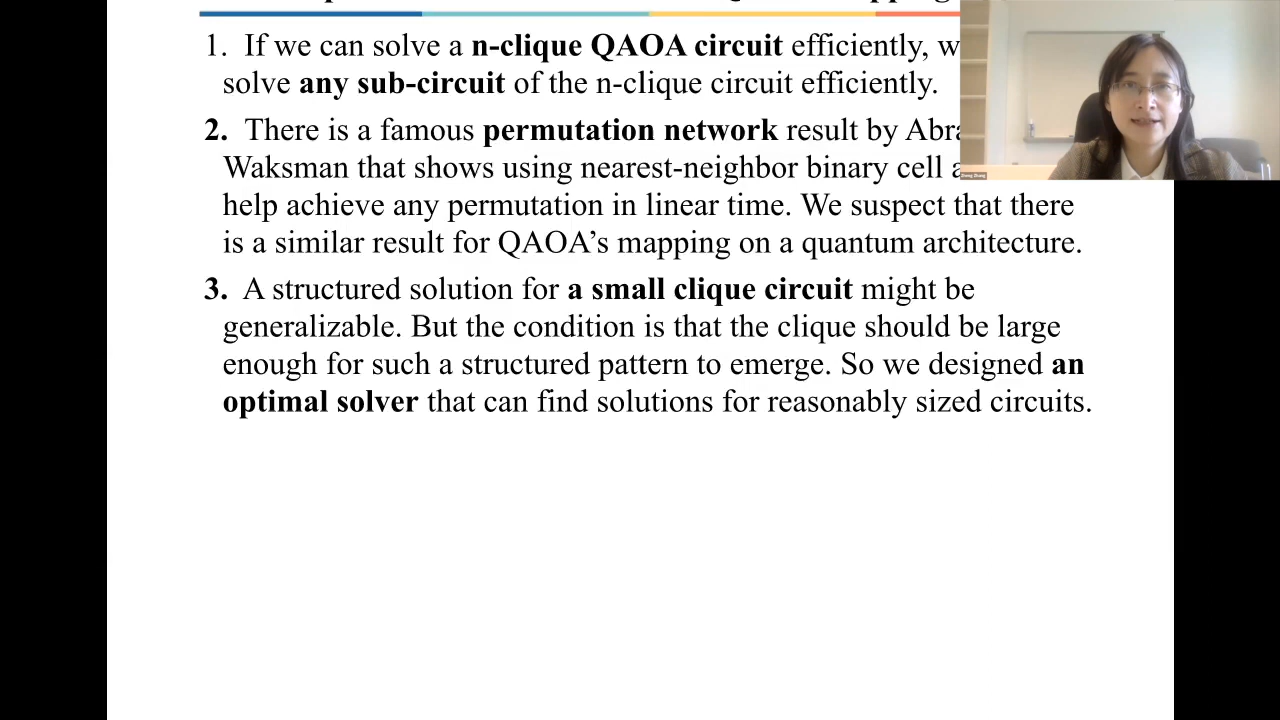 1. If we can solve a n-clique QAOA circuit efficiently, w
solve any sub-circuit of the n-clique circuit efficiently.
2. There is a famous permutation network result by Abra
Waksman that shows using nearest-neighbor binary cell a
help achieve any permutation in linear time. We suspect that there
is a similar result for QAOA’s mapping on a quantum architecture.
3. A structured solution for a small clique circuit might be
generalizable. But the condition is that the clique should be large
enough for such a structured pattern to emerge. So we designed an
optimal solver that can find solutions for reasonably sized circuits.